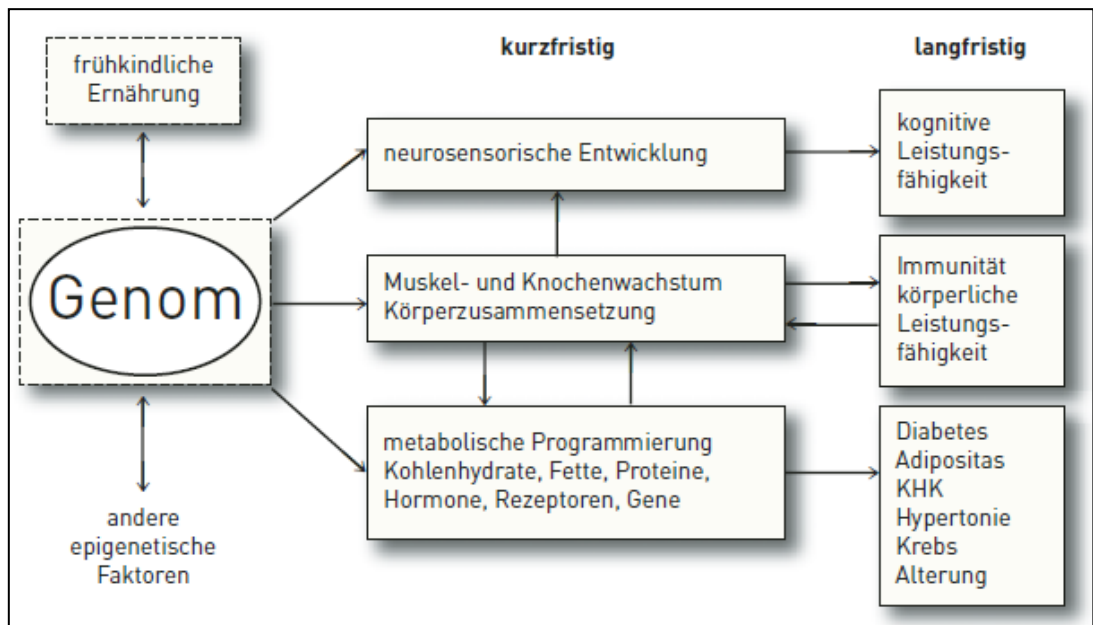 kurzfristig
langfristig
frühkindliche
Ernährung
neurosensorische Entwicklung
kognitive
Leistungs-
fähigkeit
Genom
Muskel- und Knochenwachstum
Körperzusammensetzung
Immunität
körperliche
Leistungs-
fähigkeit
metabolische Programmierung
Kohlenhydrate, Fette, Proteine,
Hormone, Rezeptoren, Gene
Diabetes
Adipositas
KHK
Hypertonie
Krebs
Alterung
andere
epigenetische
Faktoren